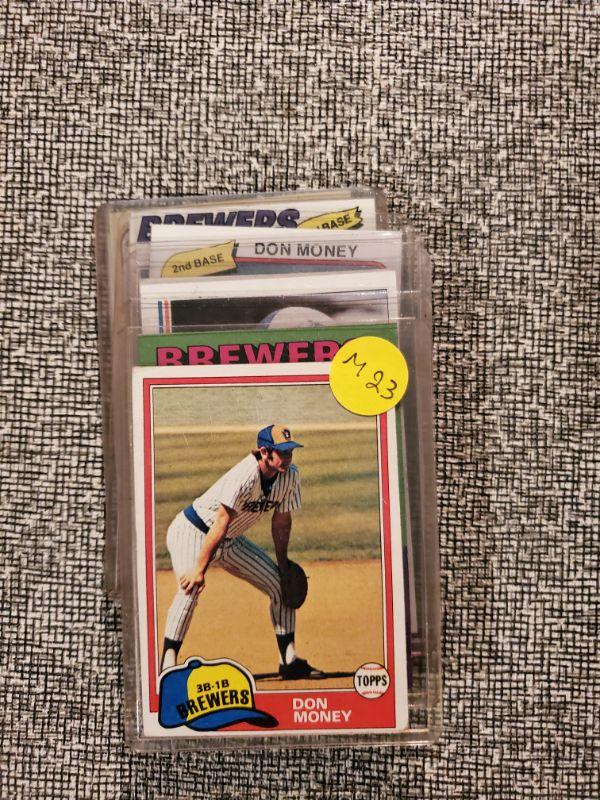 BREWERS
BASE
DON MONEY
2nd BASE
BREWERS
M 23
TOPPS
3B-1B
BREWERS
DON
MONEY